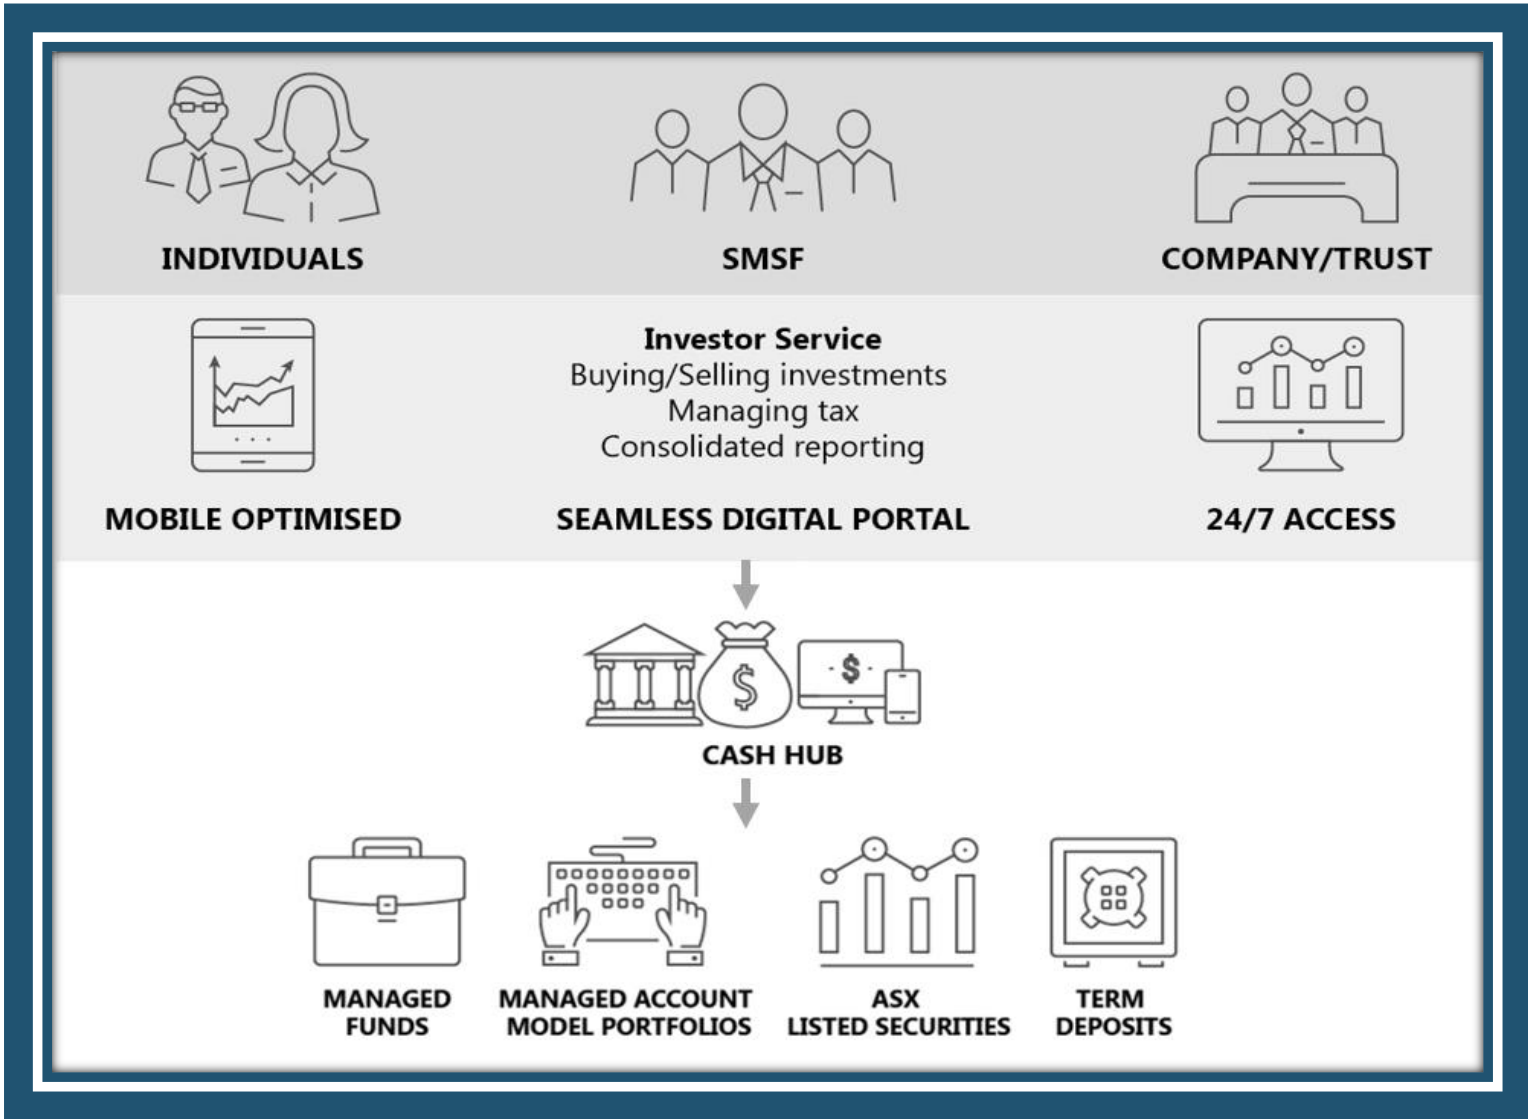 INDIVIDUALS
SMSF
COMPANY/TRUST
Investor Service
Buying/Selling investments
Managing tax
Consolidated reporting
MOBILE OPTIMISED
SEAMLESS DIGITAL PORTAL
24/7 ACCESS
$
- $ -
CASH HUB
MANAGED
FUNDS
MANAGED ACCOUNT
MODEL PORTFOLIOS
ASX
LISTED SECURITIES
TERM
DEPOSITS